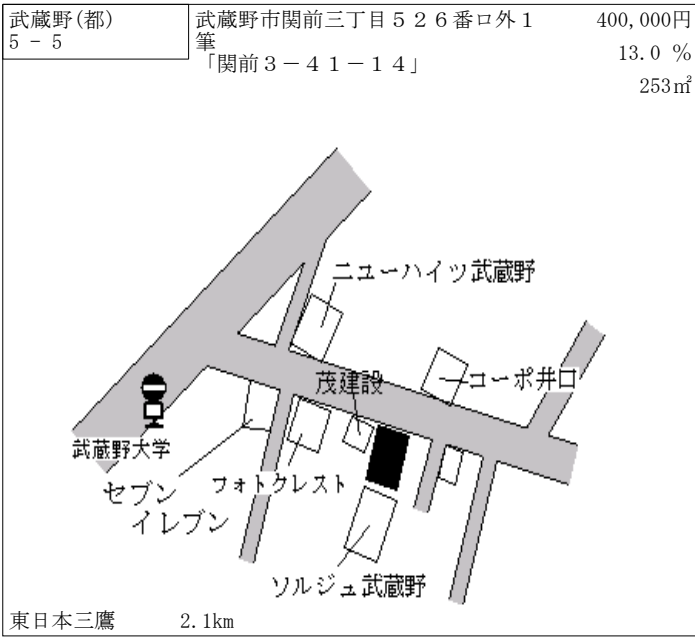 武蔵野(都)
5 - 5
武蔵野市関前三丁目５２６番ロ外１
筆
「関前３－４１－１４」
400,000円
13.0 %
253㎡
ニューハイツ武蔵野
茂建設
コーポ井口
武蔵野大学
セブン
イレブン
フォトクレスト
ソルジュ武蔵野
東日本三鷹 2.1km